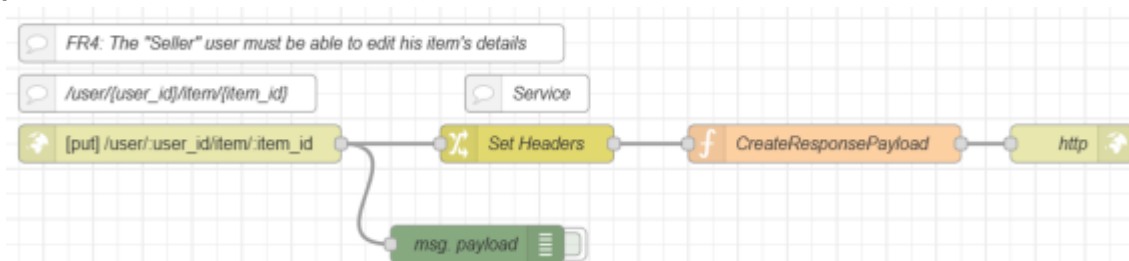 FR4: The "Seller" user must be able to edit his item's details
/user/{user_id}/item/{item_id}
Service
[put] /user/:user_id/item/:item_id
Set Headers
CreateResponsePayload
http
msg. payload